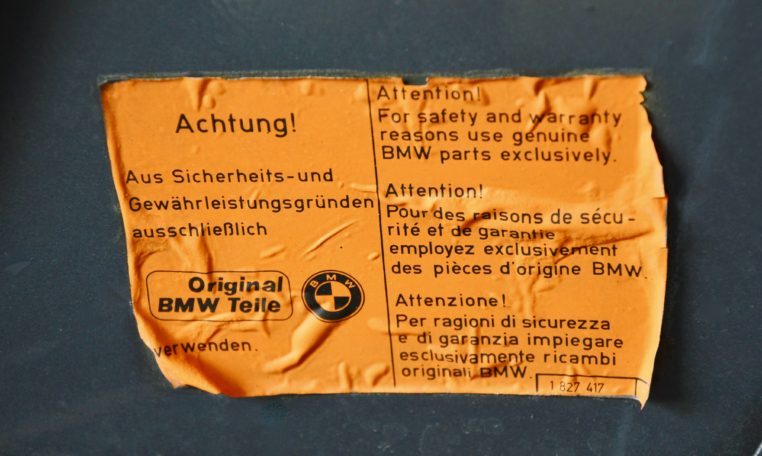 Achtung!
Aus Sicherheits-und
Gewährleistungsgründen
ausschließlich
Original
BMW Teile
BMW
verwenden.
Attention!
For safety and warranty
reasons use genuine
BMW parts exclusively.
Attention!
Pour des raisons de sécu-
rité et de garantie
employez exclusivement
des pièces d'origine BMW.
Attenzione!
Per ragioni di sicurezza
e di garanzia impiegare
esclusivamente ricambi
originali BMW.
1 827 417